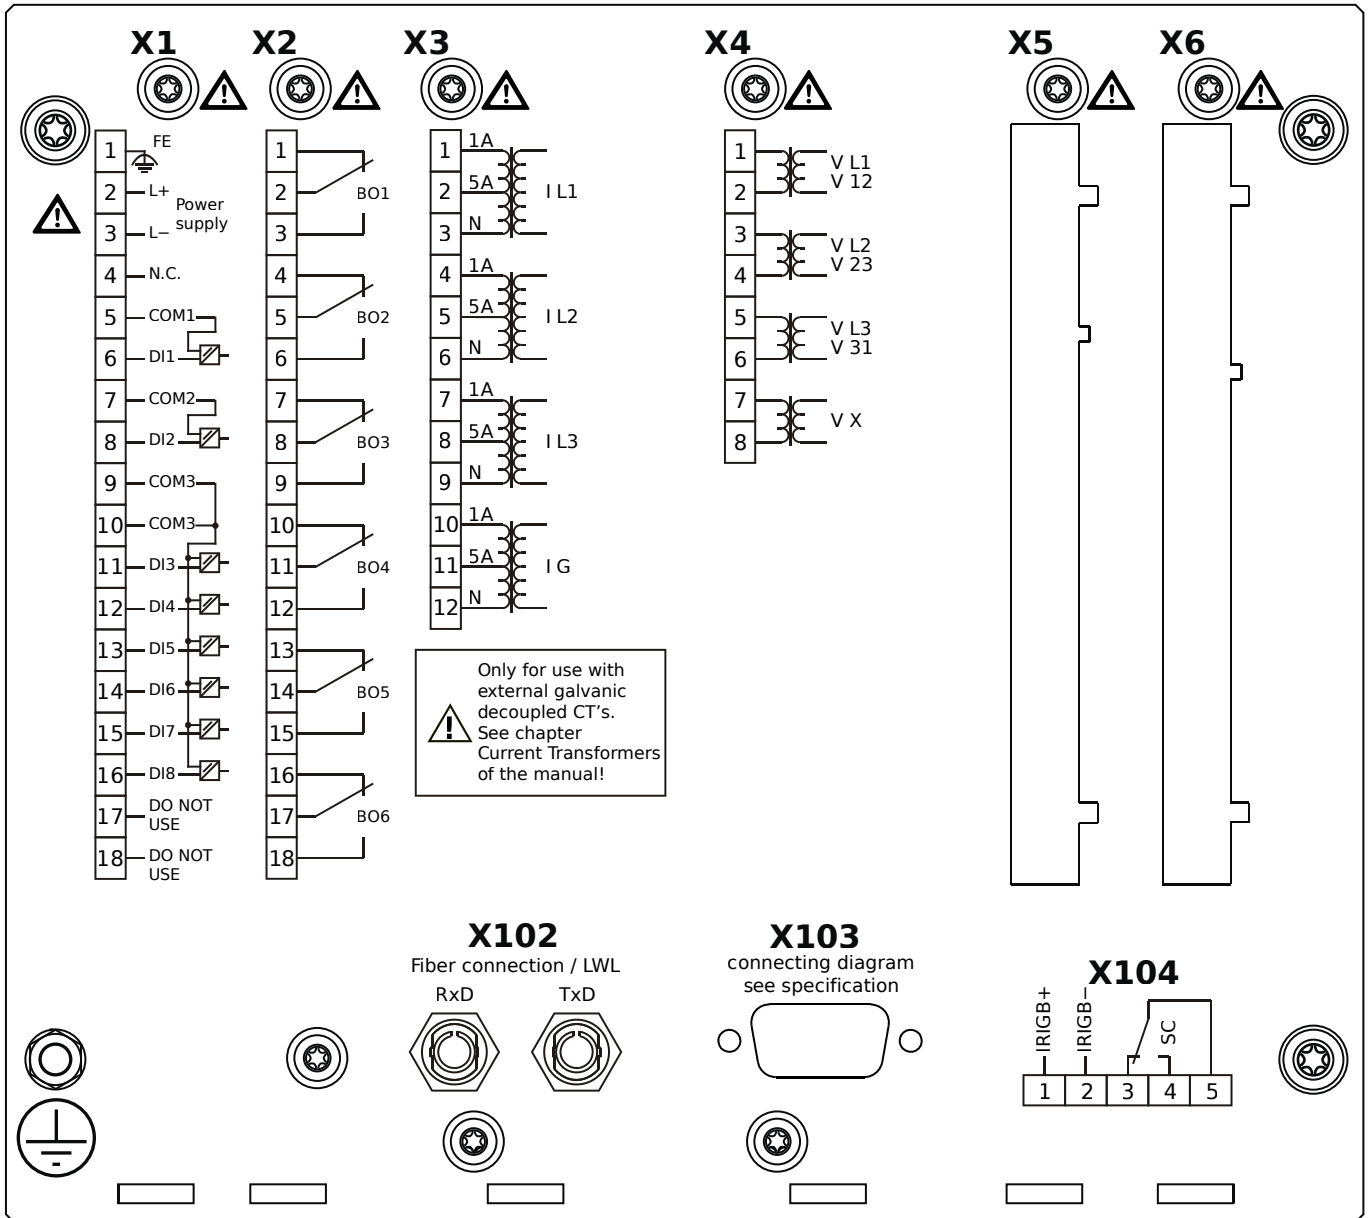 X1
X2
X3
X4
X5
X6
1 FE
2 L+
Power
supply
3 L−
4 N.C.
5 COM1
6 DI1
7 COM2
8 DI2
9 COM3
10 COM3
11 DI3
12 DI4
13 DI5
14 DI6
15 DI7
16 DI8
17 DO NOT
USE
18 DO NOT
USE
1
2 BO1
3
4
5 BO2
6
7
8 BO3
9
10
11 BO4
12
13
14 BO5
15
16
17 BO6
18
1 1A
2 5A I L1
3 N
4 1A
5 5A I L2
6 N
7 1A
8 5A I L3
9 N
10 1A
11 5A I G
12 N
Only for use with
external galvanic
decoupled CT's.
See chapter
Current Transformers
of the manual!
1 V L1
2 V 12
3 V L2
4 V 23
5 V L3
6 V 31
7 V X
8
X102
Fiber connection / LWL
RxD TxD
X103
connecting diagram
see specification
X104
IRIGB+
IRIGB−
SC
1 2 3 4 5